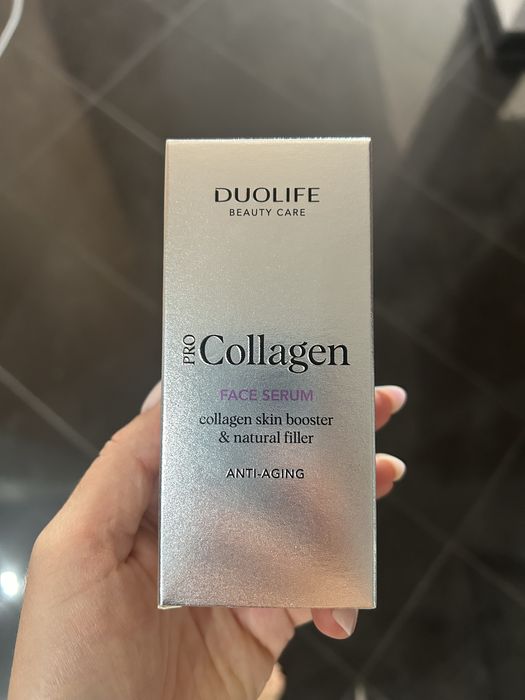 DUOLIFE
BEAUTY CARE
PRO Collagen
FACE SERUM
collagen skin booster
& natural filler
ANTI-AGING